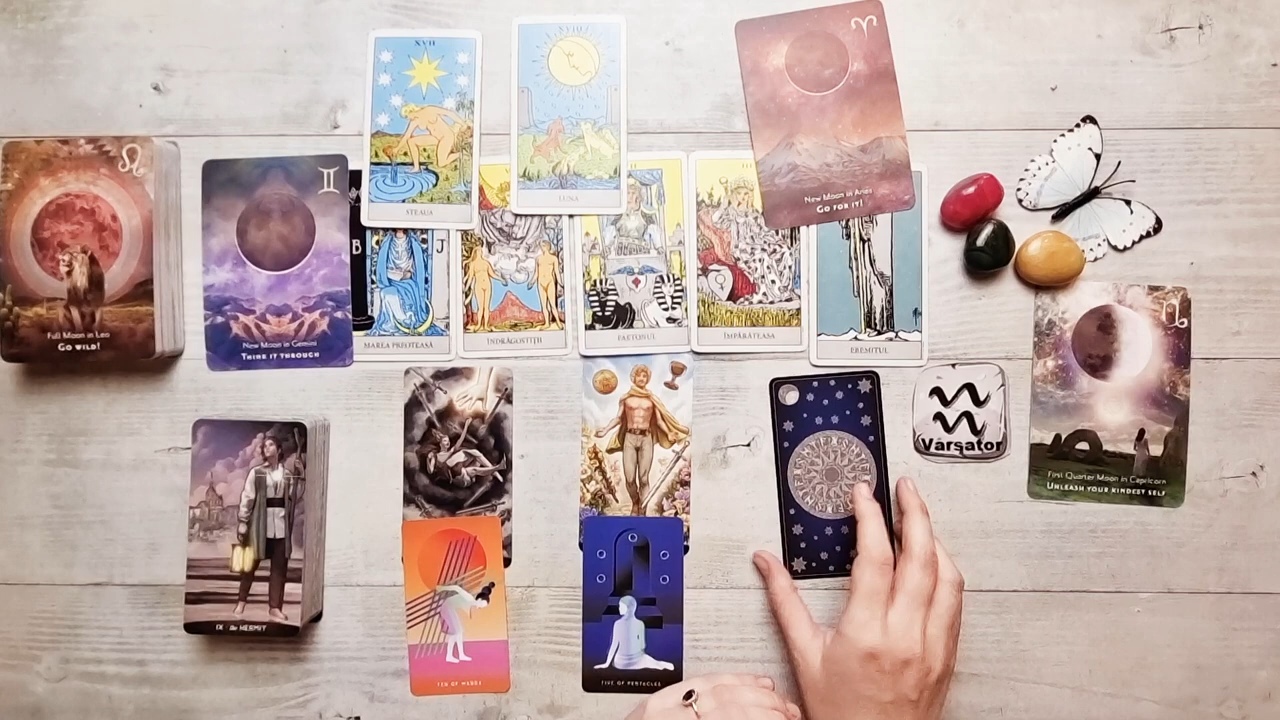 XVII
STEAUA
XVIII
LUNA
New Moon in Aries
GO FOR IT!
Full Moon in Leo
GO WILD!
New Moon in Gemini
THINK IT THROUGH
B
J
MAREA PREOTEASĂ
ÎNDRĂGOSTIȚII
ÎMPĂRĂTEASA
EREMITUL
Vărsător
First Quarter Moon in Capricorn
UNLEASH YOUR KINDEST SELF
IX · The HERMIT
TEN OF WANDS
FIVE OF PENTACLES